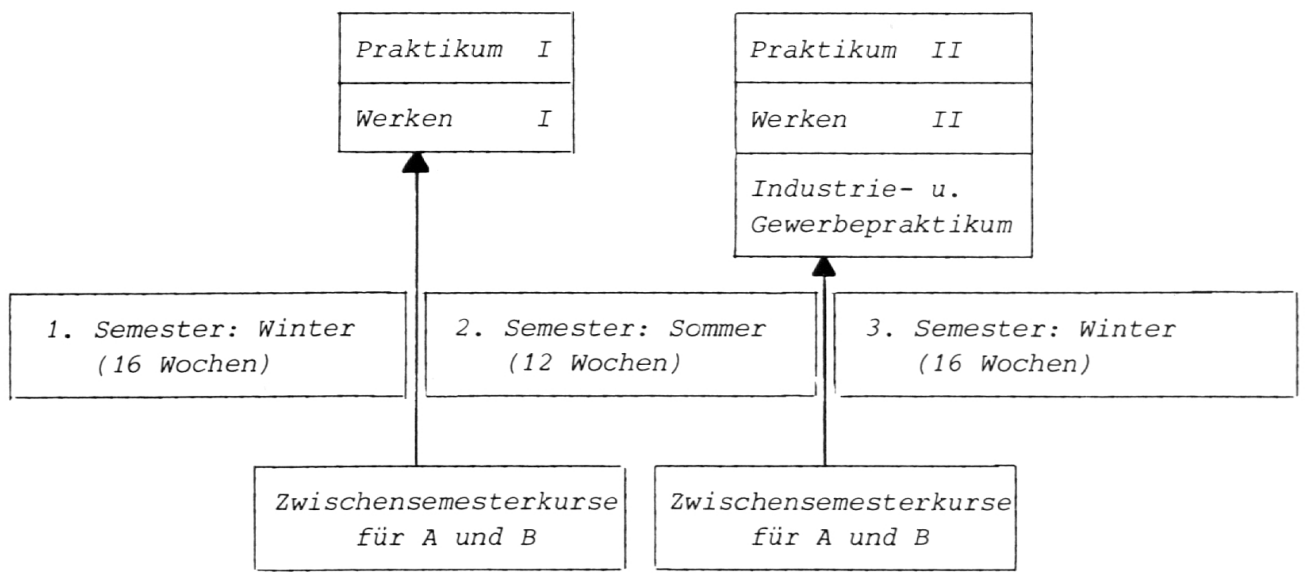 Praktikum I
Werken I
Praktikum II
Werken II
Industrie- u.
Gewerbepraktikum
1. Semester: Winter
(16 Wochen)
2. Semester: Sommer
(12 Wochen)
3. Semester: Winter
(16 Wochen)
Zwischensemesterkurse
für A und B
Zwischensemesterkurse
für A und B